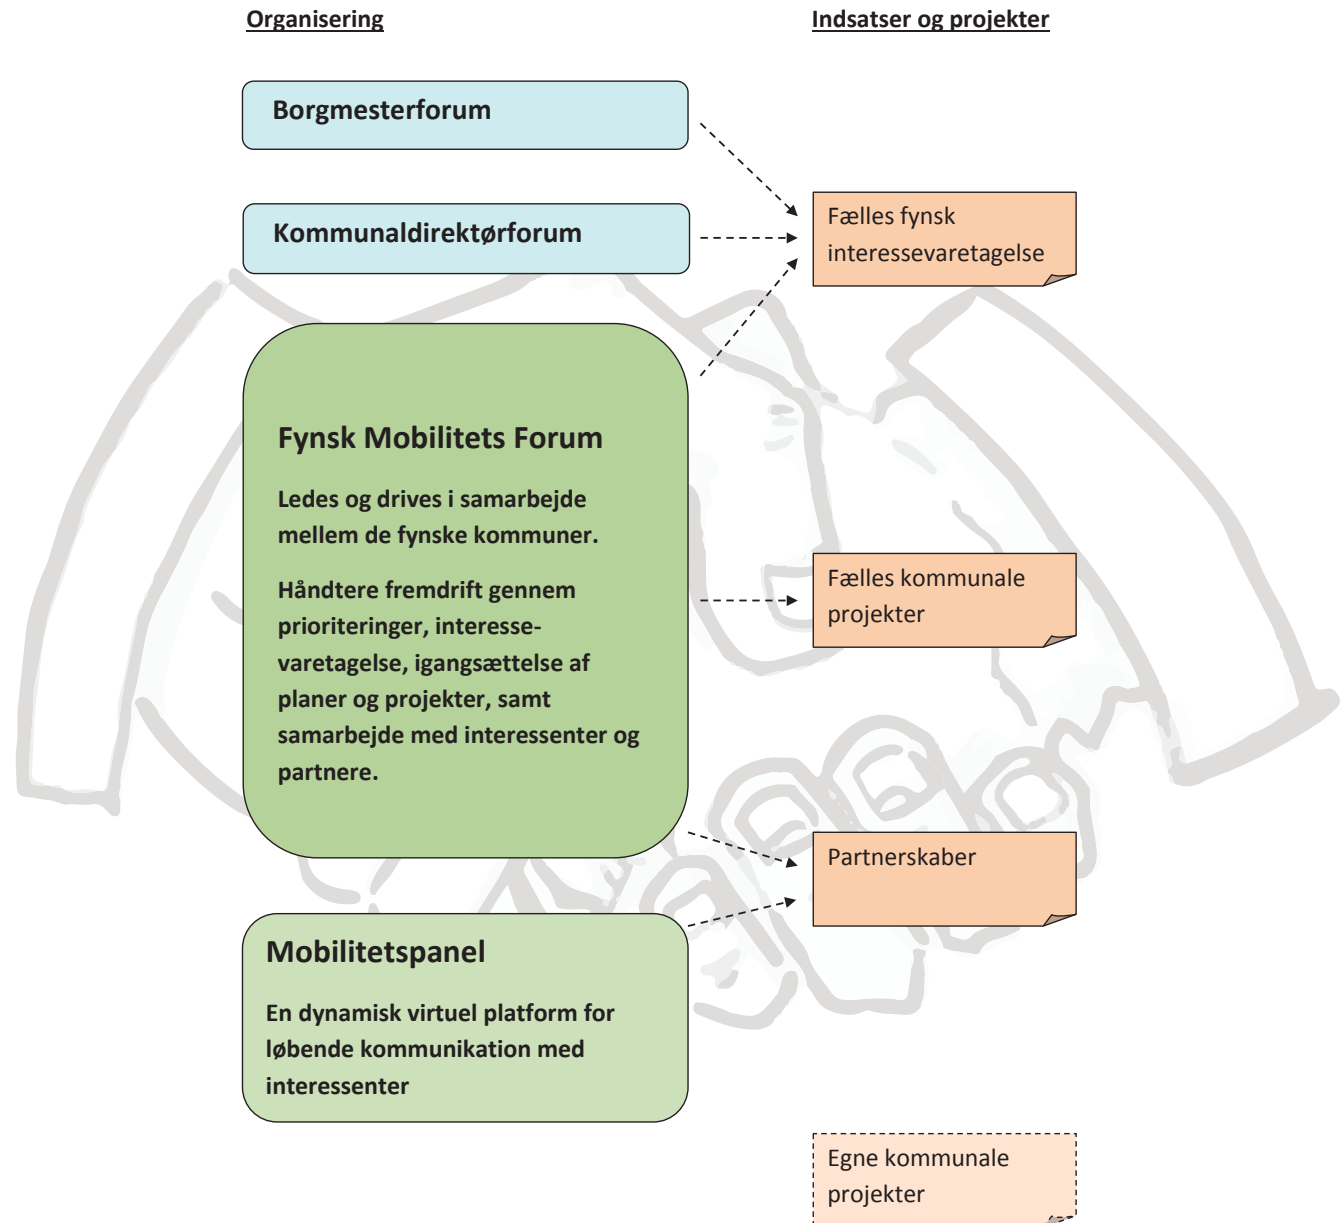 Organisering
Indsatser og projekter
Borgmesterforum
Kommunaldirektørforum
Fælles fynsk
interessevaretagelse
Fynsk Mobilitets Forum
Ledes og drives i samarbejde
mellem de fynske kommuner.
Håndtere fremdrift gennem
prioriteringer, interesse-
varetagelse, igangsættelse af
planer og projekter, samt
samarbejde med interessenter og
partnere.
Fælles kommunale
projekter
Partnerskaber
Mobilitetspanel
En dynamisk virtuel platform for
løbende kommunikation med
interessenter
Egne kommunale
projekter